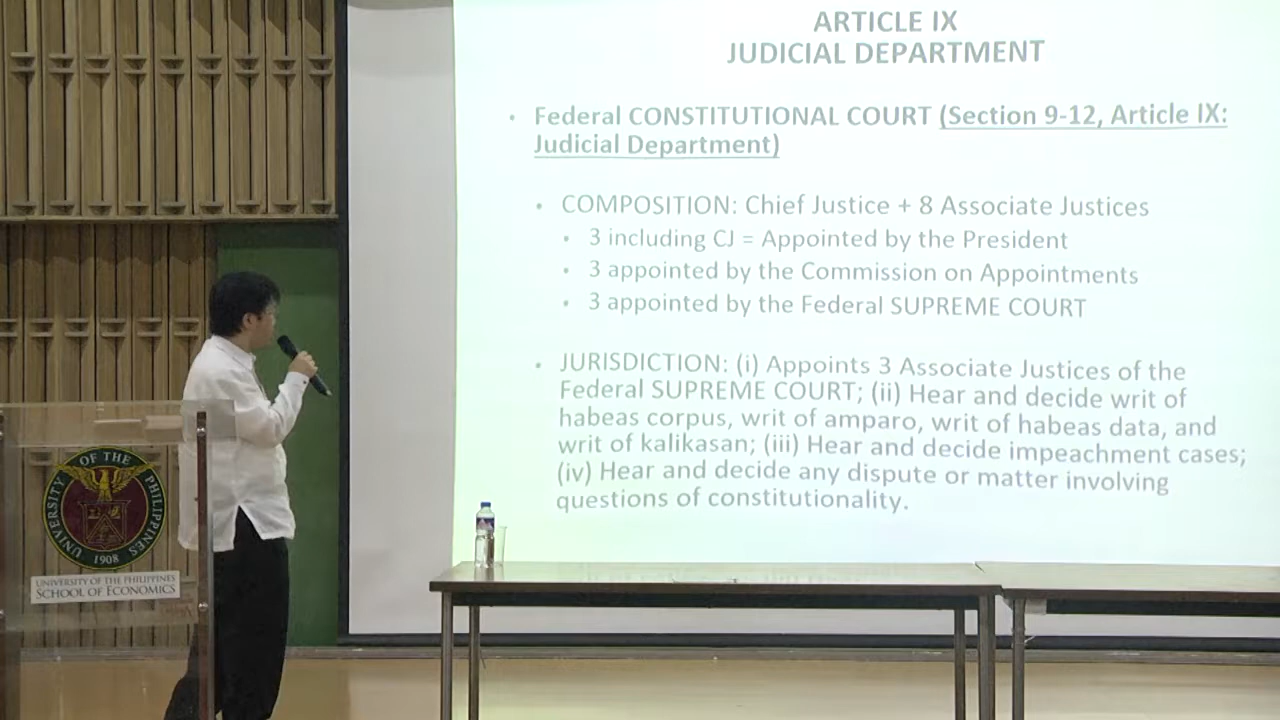 ARTICLE IX
JUDICIAL DEPARTMENT
• Federal CONSTITUTIONAL COURT (Section 9-12, Article IX:
Judicial Department)
• COMPOSITION: Chief Justice + 8 Associate Justices
• 3 including CJ = Appointed by the President
• 3 appointed by the Commission on Appointments
• 3 appointed by the Federal SUPREME COURT
• JURISDICTION: (i) Appoints 3 Associate Justices of the
Federal SUPREME COURT; (ii) Hear and decide writ of
habeas corpus, writ of amparo, writ of habeas data, and
writ of kalikasan; (iii) Hear and decide impeachment cases;
(iv) Hear and decide any dispute or matter involving
questions of constitutionality.
UNIVERSITY OF THE PHILIPPINES
1908
UNIVERSITY OF THE PHILIPPINES
SCHOOL OF ECONOMICS